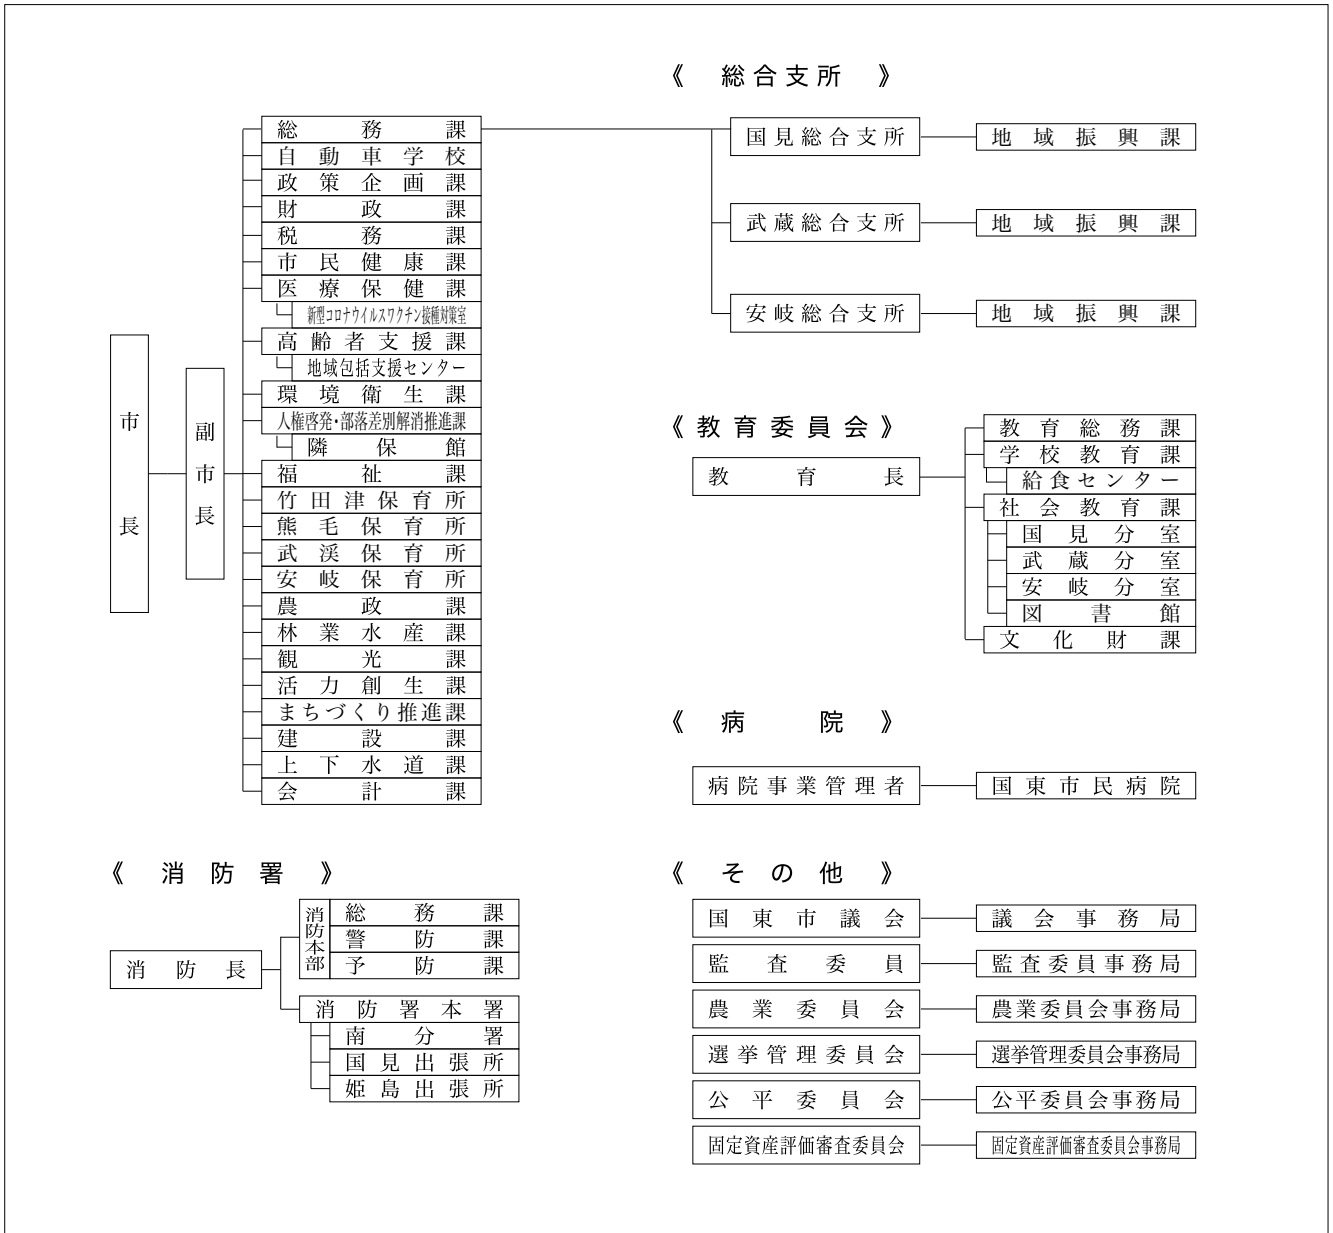 市長
副市長
総務課
自動車学校
政策企画課
財政課
税務課
市民健康課
医療保健課
新型コロナウイルスワクチン接種対策室
高齢者支援課
地域包括支援センター
環境衛生課
人権啓発・部落差別解消推進課
隣保館
福祉課
竹田津保育所
熊毛保育所
武溪保育所
安岐保育所
農政課
林業水産課
観光課
活力創生課
まちづくり推進課
建設課
上下水道課
会計課
《 総合支所 》
国見総合支所 地域振興課
武蔵総合支所 地域振興課
安岐総合支所 地域振興課
《教育委員会》
教育長
教育総務課
学校教育課
給食センター
社会教育課
国見分室
武蔵分室
安岐分室
図書館
文化財課
《 病院 》
病院事業管理者 国東市民病院
《 消防署 》
消防長
消防本部
総務課
警防課
予防課
消防署本署
南分署
国見出張所
姫島出張所
《 その他 》
国東市議会 議会事務局
監査委員 監査委員事務局
農業委員会 農業委員会事務局
選挙管理委員会 選挙管理委員会事務局
公平委員会 公平委員会事務局
固定資産評価審査委員会 固定資産評価審査委員会事務局